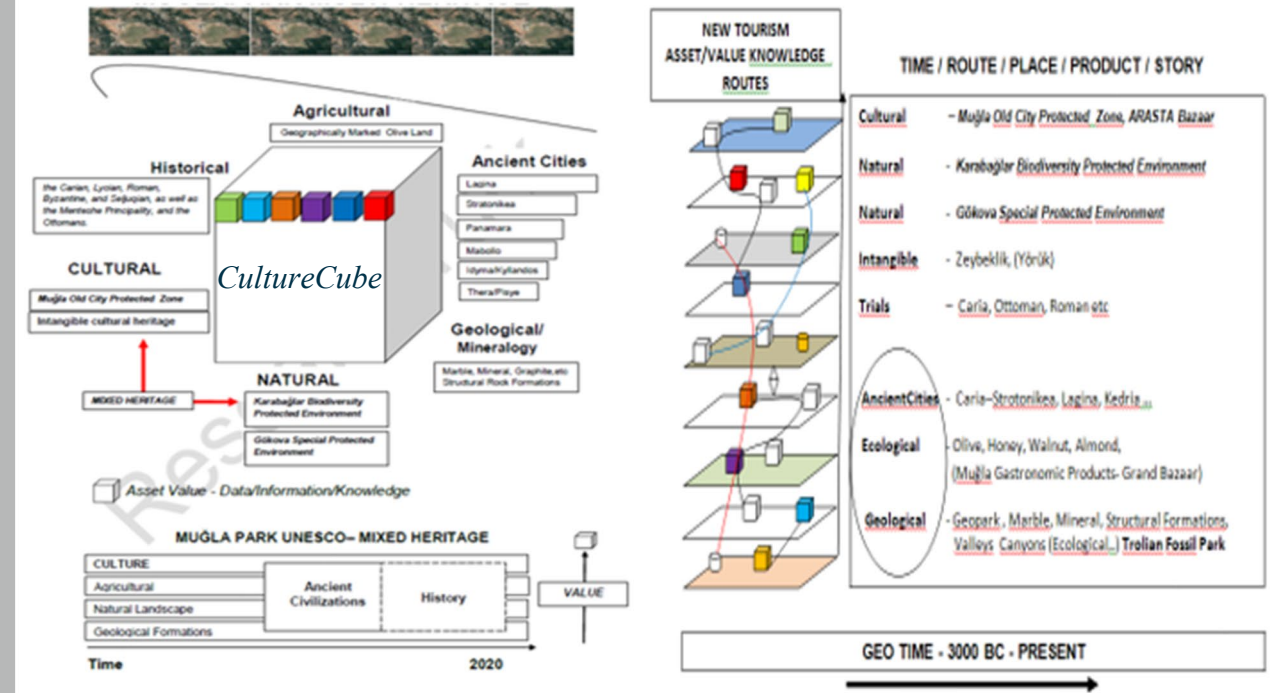 Agricultural
Geographically Marked Olive Land
Historical
the Carian, Lycian, Roman,
Byzantine, and Seljuqian, as well as
the Menteshe Principality, and the
Ottomans.
Ancient Cities
Lagina
Stratonikea
Panamara
Mabolio
Idyma/Kyllandos
Thera/Pisye
CultureCube
CULTURAL
Muğla Old City Protected Zone
Intangible cultural heritage
MIXED HERITAGE
NATURAL
Karabağlar Biodiversity
Protected Environment
Gökova Special Protected
Environment
Geological/
Mineralogy
Marble, Mineral, Graphite,etc
Structural Rock Formations
Asset Value - Data/Information/Knowledge
MUĞLA PARK UNESCO– MIXED HERITAGE
CULTURE
Agricultural
Natural Landscape
Geological Formations
Ancient
Civilizations
History
VALUE
Time
2020
NEW TOURISM
ASSET/VALUE KNOWLEDGE
ROUTES
TIME / ROUTE / PLACE / PRODUCT / STORY
Cultural – Muğla Old City Protected Zone, ARASTA Bazaar
Natural - Karabağlar Biodiversity Protected Environment
Natural - Gökova Special Protected Environment
Intangible - Zeybeklik, (Yörük)
Trials – Caria, Ottoman, Roman etc
AncientCities - Caria–Strotonikea, Lagina, Kedria ...
Ecological - Olive, Honey, Walnut, Almond,
(Muğla Gastronomic Products- Grand Bazaar)
Geological - Geopark , Marble, Mineral, Structural Formations,
Valleys Canyons (Ecological...) Trolian Fossil Park
GEO TIME - 3000 BC - PRESENT